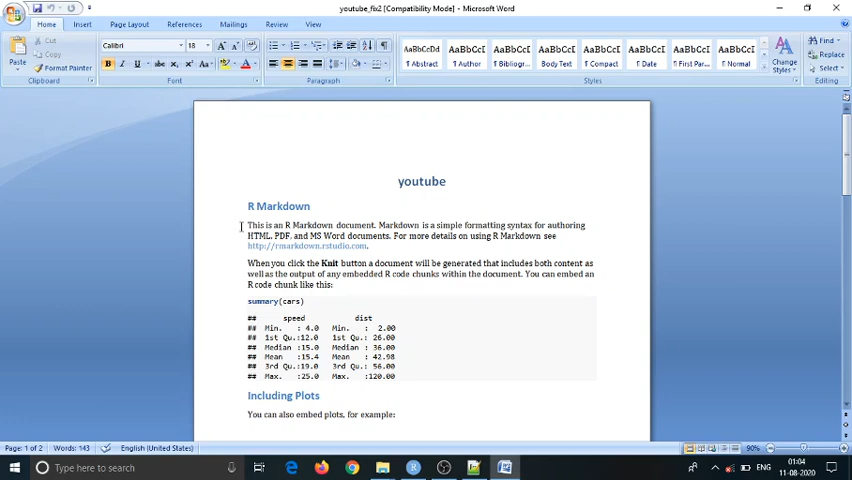 youtube_fix2 [Compatibility Mode] - Microsoft Word
Home Insert Page Layout References Mailings Review View
Paste
Cut
Copy
Format Painter
Clipboard
Calibri 18
B I U abc X₂ X² Aa
Font
Paragraph
AaBbCcDd AaBbCcI AaBbCcI AaBbCcI AaBbCcI AaBbCcI AaBbCcI AaBbCcI
¶ Abstract ¶ Author ¶ Bibliogr... Body Text ¶ Compact ¶ Date ¶ First Par... ¶ Normal
Change
Styles
Styles
Find
Replace
Select
Editing
youtube
R Markdown
This is an R Markdown document. Markdown is a simple formatting syntax for authoring
HTML, PDF, and MS Word documents. For more details on using R Markdown see
http://rmarkdown.rstudio.com.
When you click the Knit button a document will be generated that includes both content as
well as the output of any embedded R code chunks within the document. You can embed an
R code chunk like this:
summary(cars)
## speed dist
## Min. : 4.0 Min. : 2.00
## 1st Qu.:12.0 1st Qu.: 26.00
## Median :15.0 Median : 36.00
## Mean :15.4 Mean : 42.98
## 3rd Qu.:19.0 3rd Qu.: 56.00
## Max. :25.0 Max. :120.00
Including Plots
You can also embed plots, for example:
Page: 1 of 2 Words: 143 English (United States) 90%
Type here to search
ENG
01:04
11-08-2020